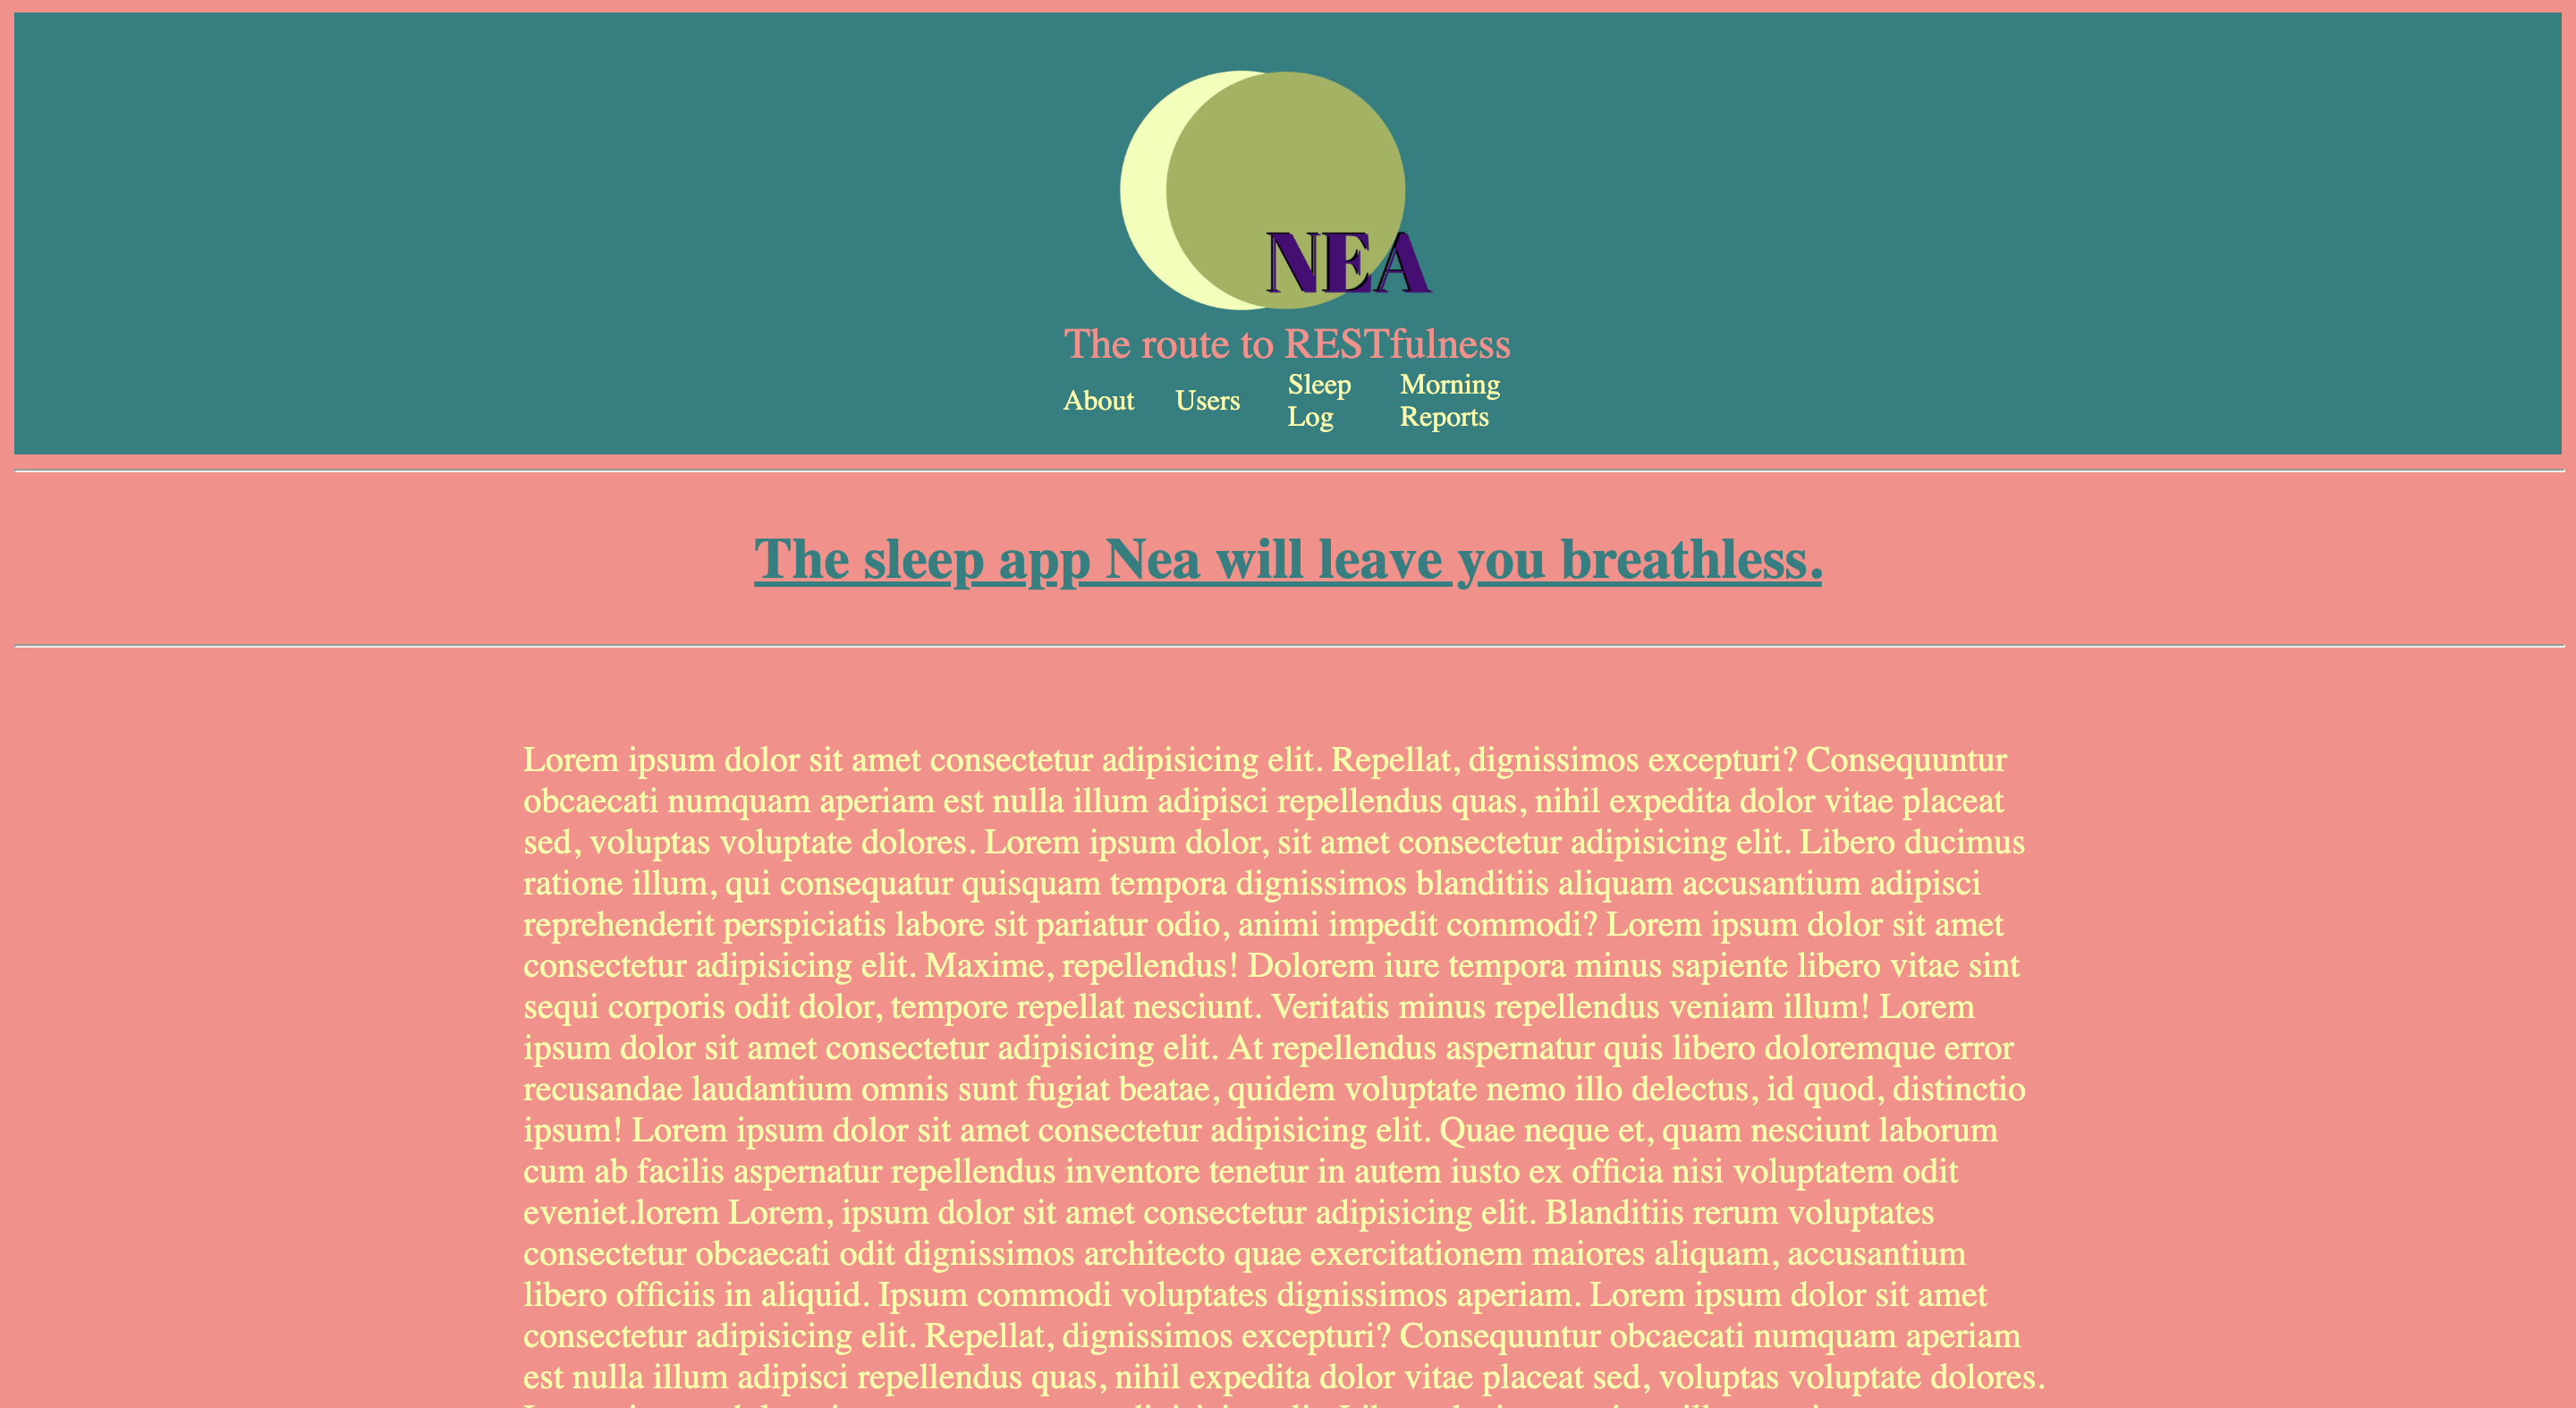 NEA
The route to RESTfulness
About Users Sleep Log Morning Reports
The sleep app Nea will leave you breathless.
Lorem ipsum dolor sit amet consectetur adipisicing elit. Repellat, dignissimos excepturi? Consequuntur
obcaecati numquam aperiam est nulla illum adipisci repellendus quas, nihil expedita dolor vitae placeat
sed, voluptas voluptate dolores. Lorem ipsum dolor, sit amet consectetur adipisicing elit. Libero ducimus
ratione illum, qui consequatur quisquam tempora dignissimos blanditiis aliquam accusantium adipisci
reprehenderit perspiciatis labore sit pariatur odio, animi impedit commodi? Lorem ipsum dolor sit amet
consectetur adipisicing elit. Maxime, repellendus! Dolorem iure tempora minus sapiente libero vitae sint
sequi corporis odit dolor, tempore repellat nesciunt. Veritatis minus repellendus veniam illum! Lorem
ipsum dolor sit amet consectetur adipisicing elit. At repellendus aspernatur quis libero doloremque error
recusandae laudantium omnis sunt fugiat beatae, quidem voluptate nemo illo delectus, id quod, distinctio
ipsum! Lorem ipsum dolor sit amet consectetur adipisicing elit. Quae neque et, quam nesciunt laborum
cum ab facilis aspernatur repellendus inventore tenetur in autem iusto ex officia nisi voluptatem odit
eveniet.lorem Lorem, ipsum dolor sit amet consectetur adipisicing elit. Blanditiis rerum voluptates
consectetur obcaecati odit dignissimos architecto quae exercitationem maiores aliquam, accusantium
libero officiis in aliquid. Ipsum commodi voluptates dignissimos aperiam. Lorem ipsum dolor sit amet
consectetur adipisicing elit. Repellat, dignissimos excepturi? Consequuntur obcaecati numquam aperiam
est nulla illum adipisci repellendus quas, nihil expedita dolor vitae placeat sed, voluptas voluptate dolores.